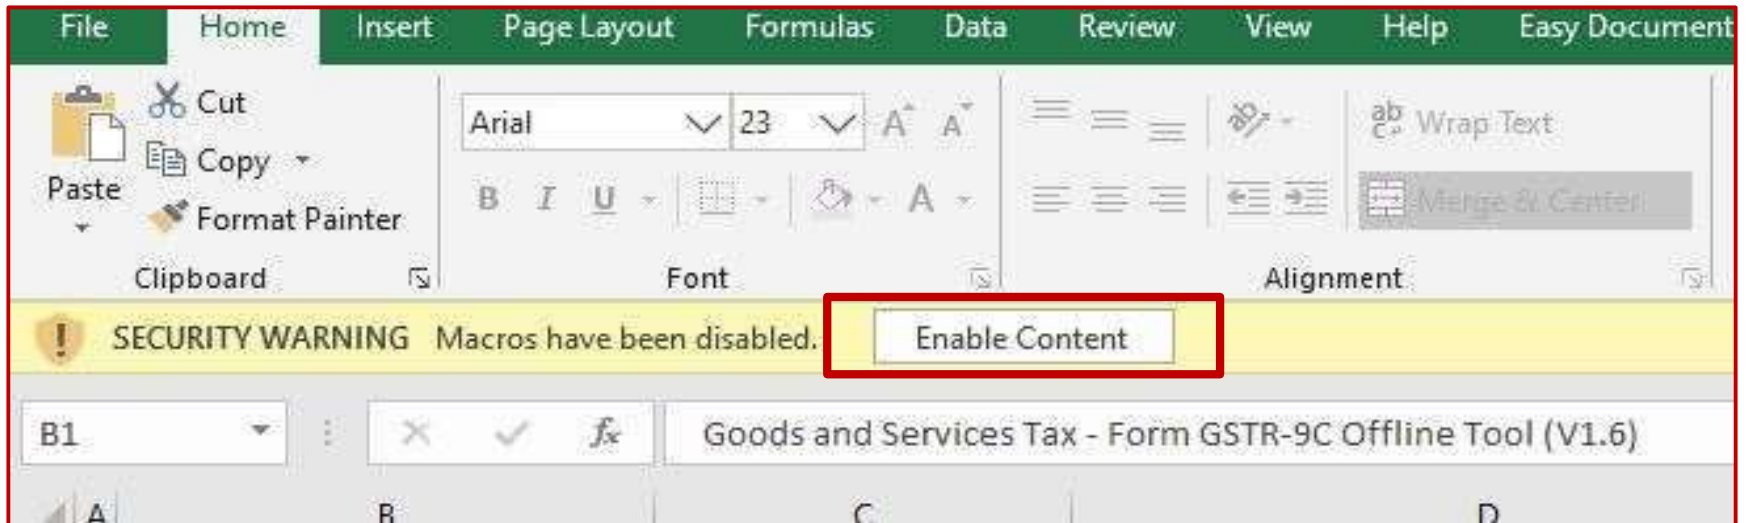 File Home Insert Page Layout Formulas Data Review View Help Easy Document
Cut
Arial 23 A A
ab Wrap Text
Copy
Paste
B I U A
Merge & Center
Format Painter
Clipboard Font Alignment
SECURITY WARNING Macros have been disabled. Enable Content
B1 fx Goods and Services Tax - Form GSTR-9C Offline Tool (V1.6)
A B C D